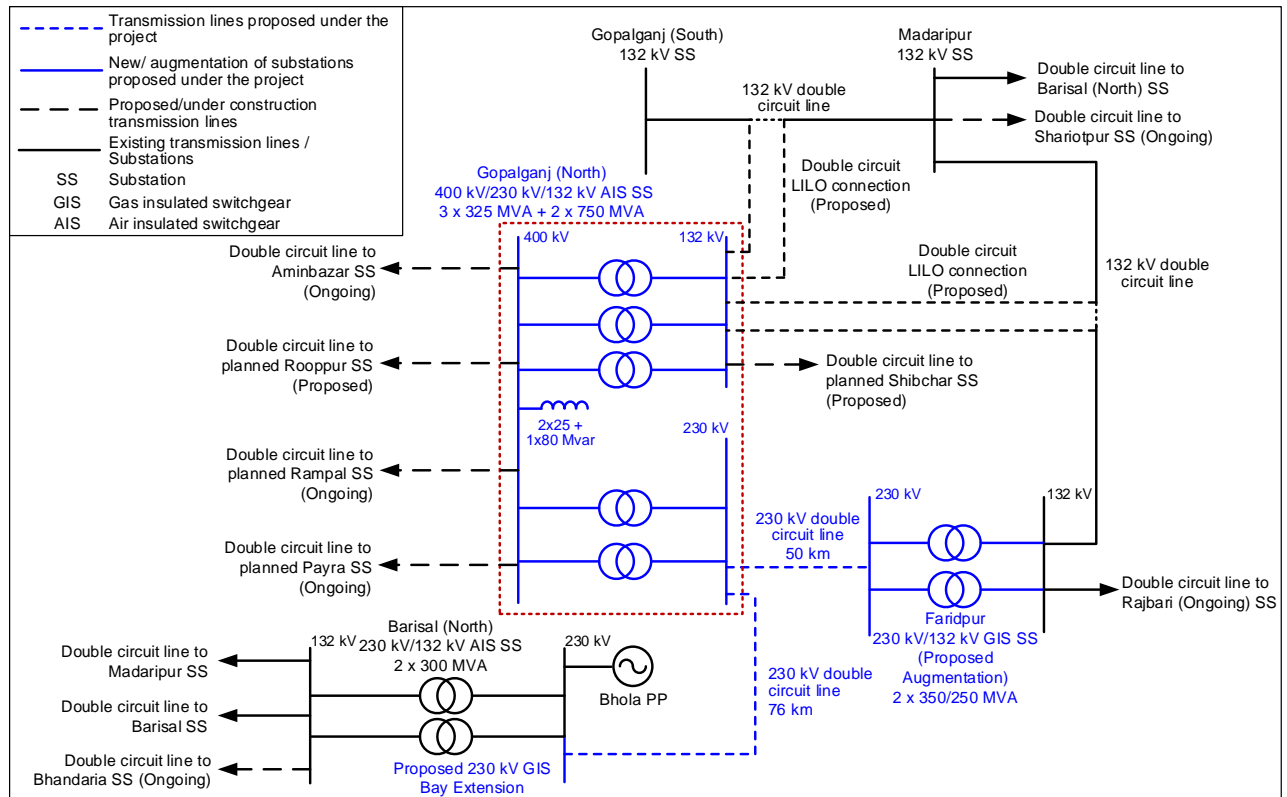 Transmission lines proposed under the
project
New/ augmentation of substations
proposed under the project
Proposed/under construction
transmission lines
Existing transmission lines /
Substations
SS Substation
GIS Gas insulated switchgear
AIS Air insulated switchgear
Gopalganj (South)
132 kV SS
Madaripur
132 kV SS
132 kV double
circuit line
Double circuit line to
Barisal (North) SS
Double circuit line to
Shariotpur SS (Ongoing)
Double circuit
LILO connection
(Proposed)
Gopalganj (North)
400 kV/230 kV/132 kV AIS SS
3 x 325 MVA + 2 x 750 MVA
400 kV
132 kV
Double circuit line to
Aminbazar SS
(Ongoing)
Double circuit
LILO connection
(Proposed)
132 kV double
circuit line
Double circuit line to
planned Rooppur SS
(Proposed)
Double circuit line to
planned Shibchar SS
(Proposed)
2x25 +
1x80 Mvar
230 kV
Double circuit line to
planned Rampal SS
(Ongoing)
Double circuit line to
planned Payra SS
(Ongoing)
230 kV double
circuit line
50 km
230 kV
132 kV
Double circuit line to
Rajbari (Ongoing) SS
Faridpur
230 kV/132 kV GIS SS
(Proposed
Augmentation)
2 x 350/250 MVA
Barisal (North)
230 kV/132 kV AIS SS
2 x 300 MVA
132 kV
230 kV
Double circuit line to
Madaripur SS
Double circuit line to
Barisal SS
Double circuit line to
Bhandaria SS (Ongoing)
Bhola PP
230 kV double
circuit line
76 km
Proposed 230 kV GIS
Bay Extension